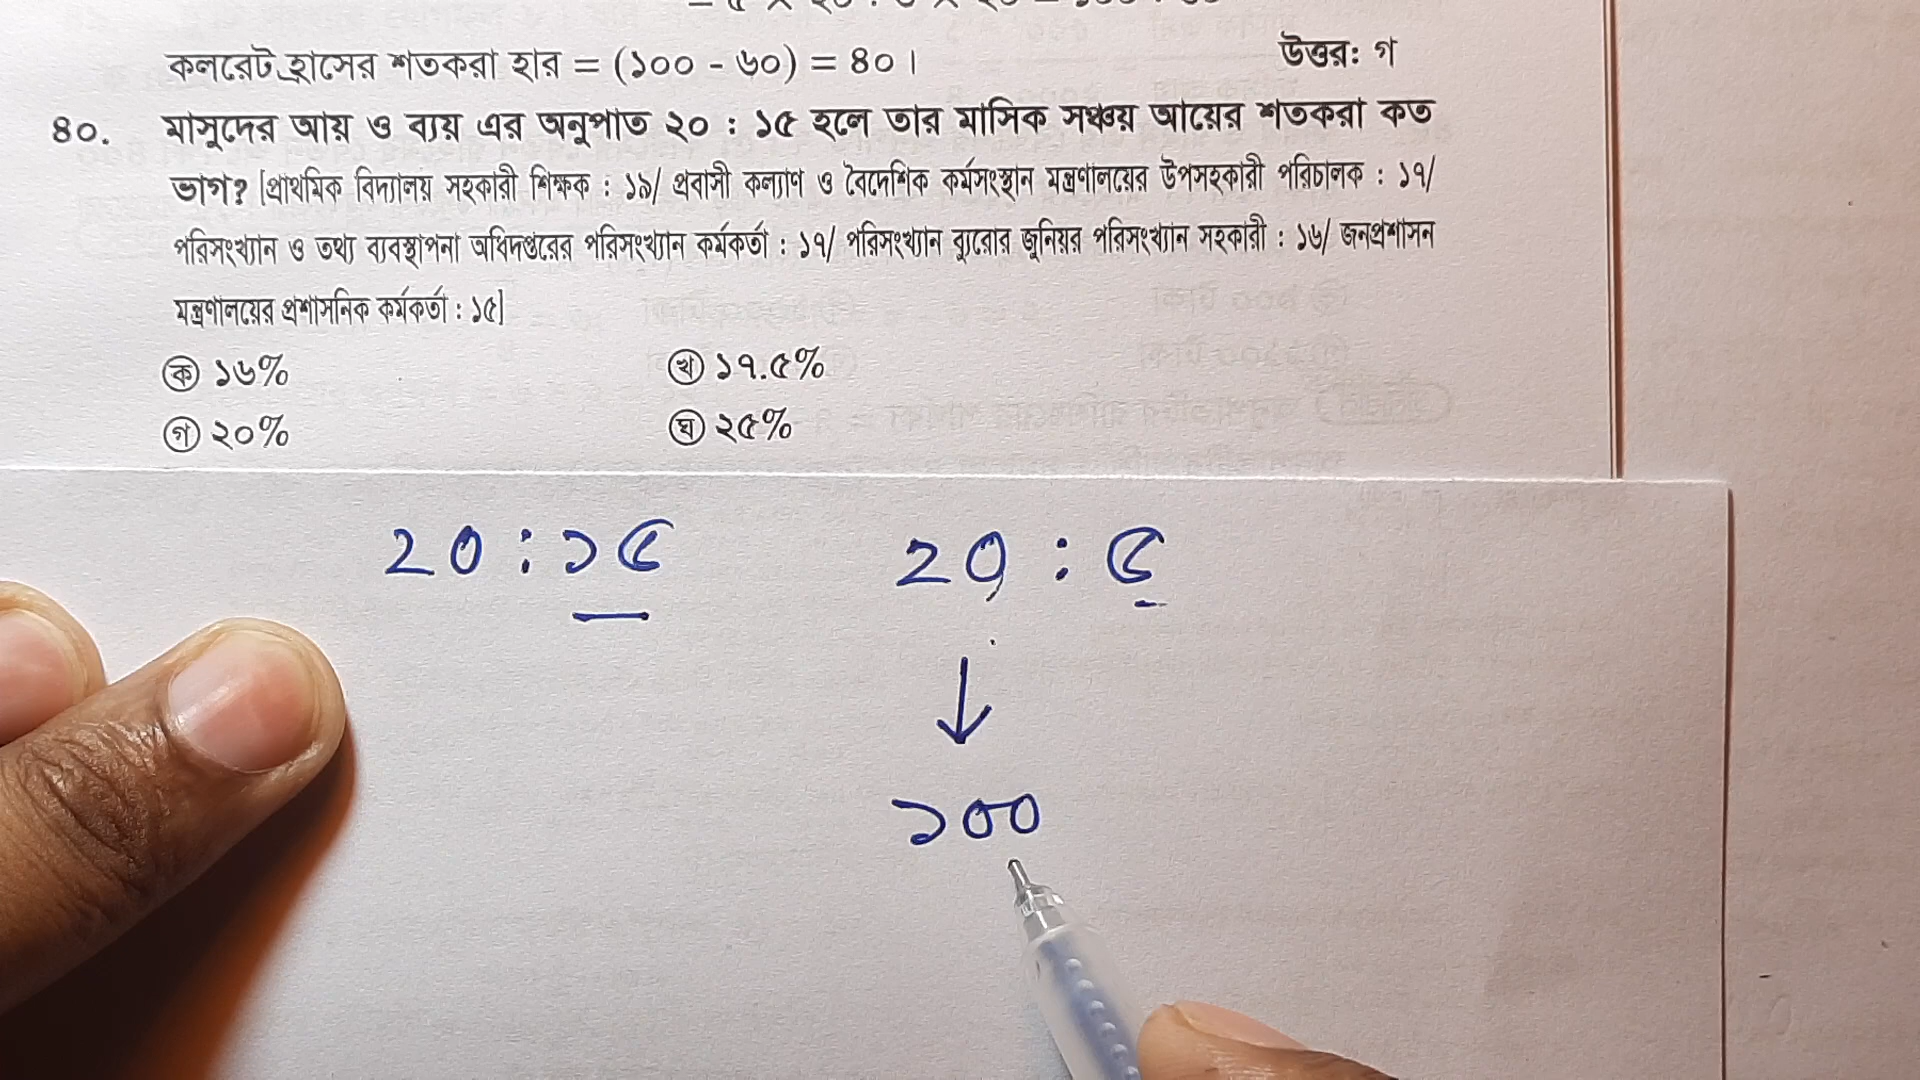 কলরেট হ্রাসের শতকরা হার = (১০০ - ৬০) = ৪০।
উত্তর: গ
৪০. মাসুদের আয় ও ব্যয় এর অনুপাত ২০ : ১৫ হলে তার মাসিক সঞ্চয় আয়ের শতকরা কত
ভাগ? [প্রাথমিক বিদ্যালয় সহকারী শিক্ষক : ১৯/ প্রবাসী কল্যাণ ও বৈদেশিক কর্মসংস্থান মন্ত্রণালয়ের উপসহকারী পরিচালক : ১৭/
পরিসংখ্যান ও তথ্য ব্যবস্থাপনা অধিদপ্তরের পরিসংখ্যান কর্মকর্তা : ১৭/ পরিসংখ্যান ব্যুরোর জুনিয়র পরিসংখ্যান সহকারী : ১৬/ জনপ্রশাসন
মন্ত্রণালয়ের প্রশাসনিক কর্মকর্তা : ১৫]
ক ১৬% খ ১৭.৫%
গ ২০% ঘ ২৫%
২০ : ১৫ ২০ : ৫
১০০